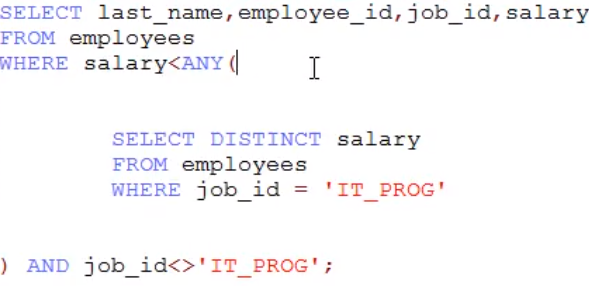 SELECT last_name,employee_id,job_id,salary
FROM employees
WHERE salary<ANY(
SELECT DISTINCT salary
FROM employees
WHERE job_id = 'IT_PROG'
) AND job_id<>'IT_PROG';